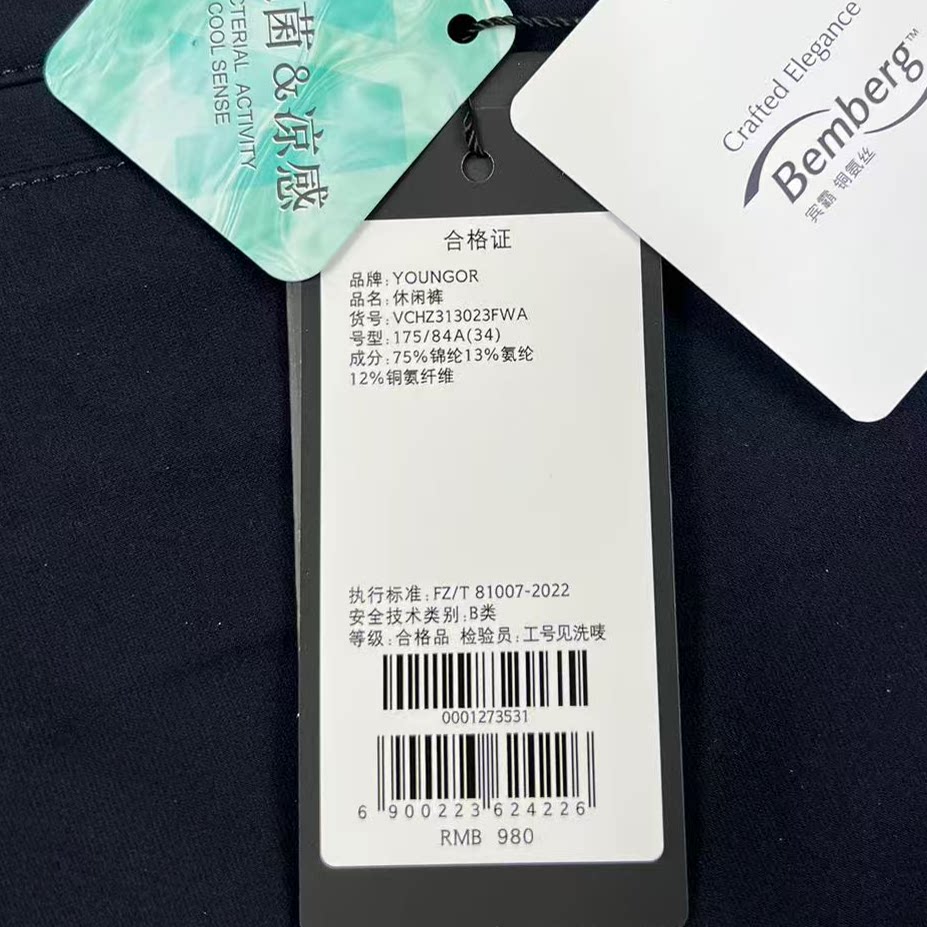 菌&凉感
ACTIVITY
COOL SENSE
Crafted Elegance
Bemberg™
宾霸 铜氨丝
合格证
品牌:YOUNGOR
品名:休闲裤
货号:VCHZ313023FWA
号型:175/84A(34)
成分:75%锦纶13%氨纶
12%铜氨纤维
执行标准:FZ/T 81007-2022
安全技术类别:B类
等级:合格品 检验员:工号见洗唛
0001273531
6 900223 624226
RMB 980